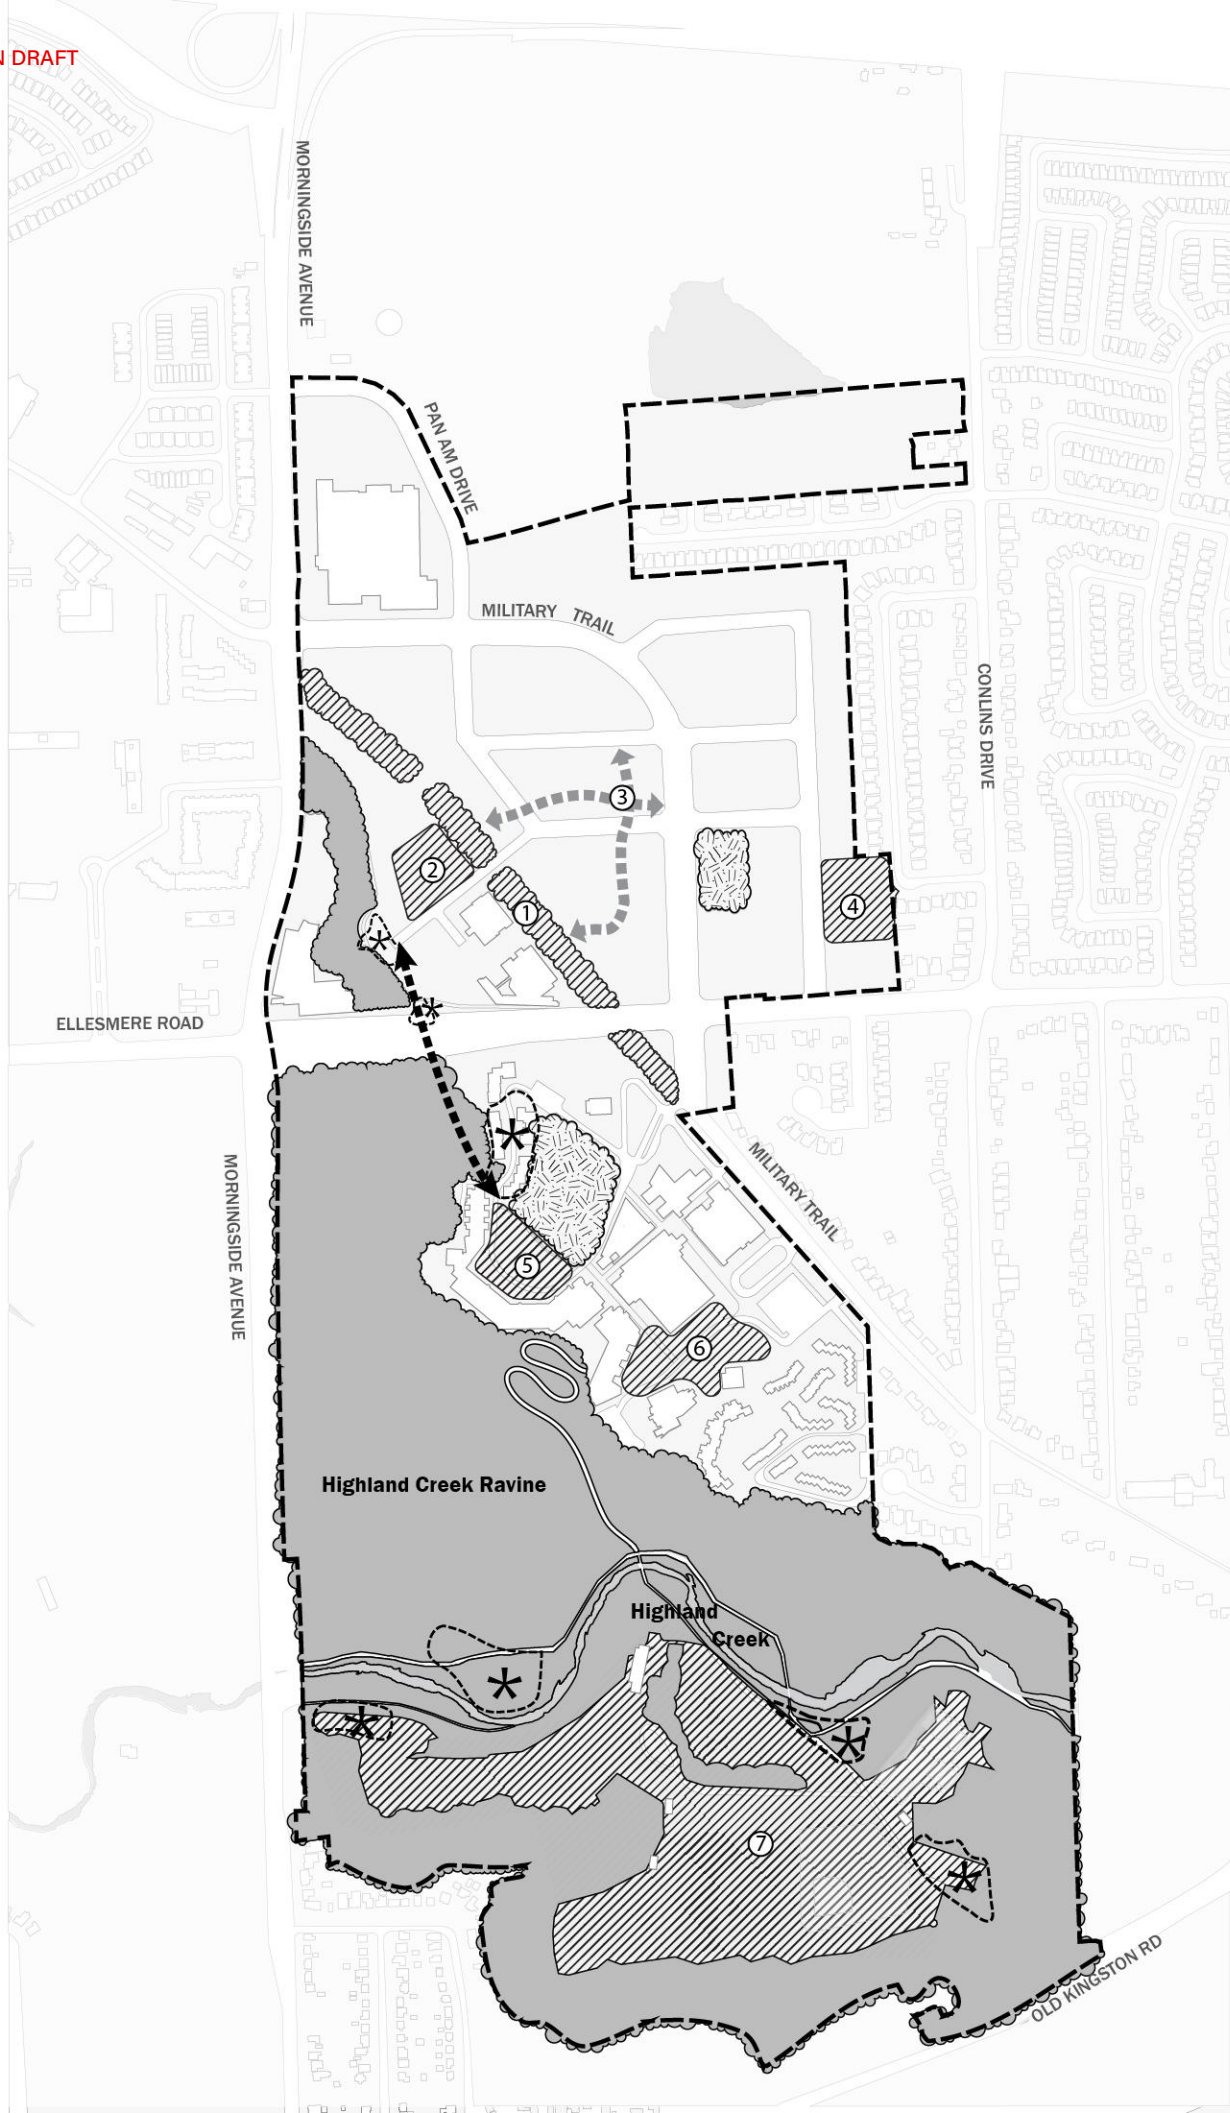 N DRAFT
MORNINGSIDE AVENUE
PAN AM DRIVE
MILITARY TRAIL
CONLINS DRIVE
3
2
4
1
ELLESMERE ROAD
MORNINGSIDE AVENUE
MILITARY TRAIL
5
6
Highland Creek Ravine
Highland
Creek
7
OLD KINGSTON RD